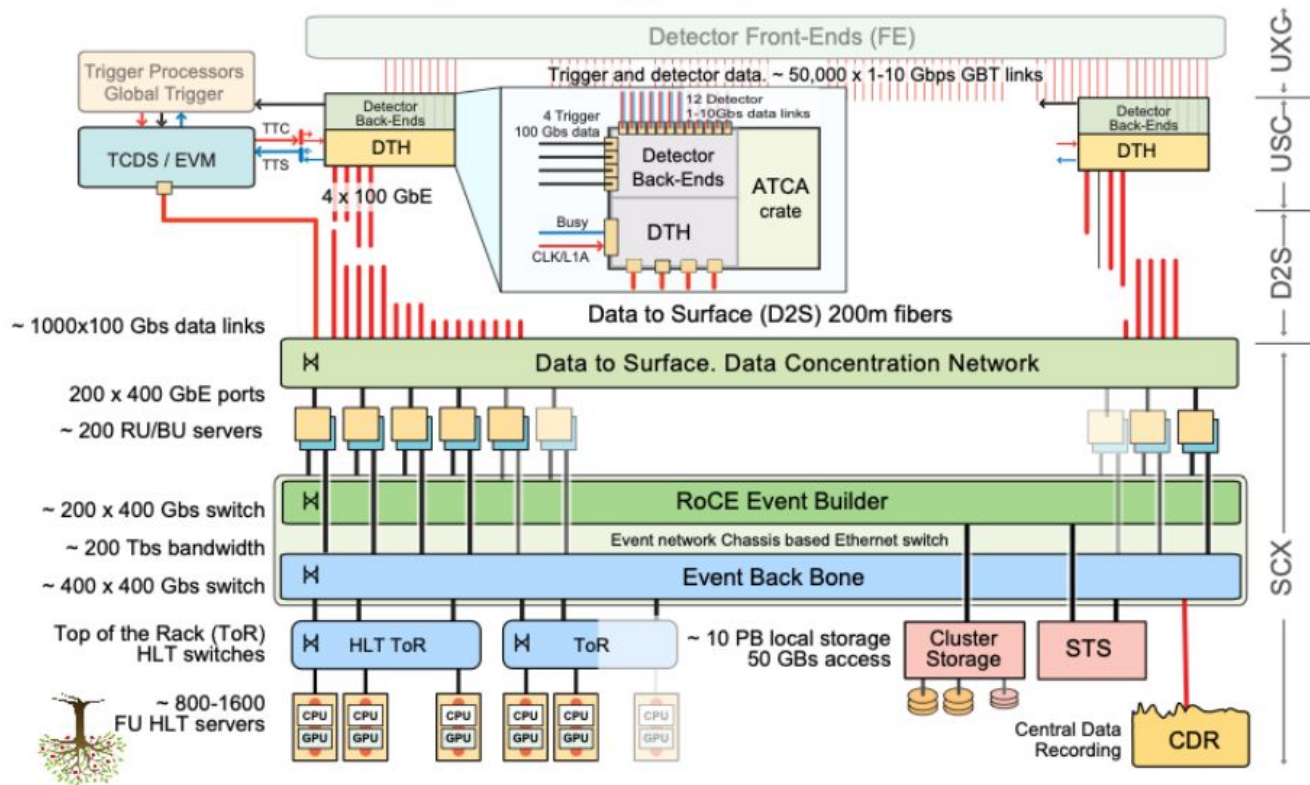 Detector Front-Ends (FE)
Trigger and detector data. ~ 50,000 x 1-10 Gbps GBT links
UXC
Trigger Processors
Global Trigger
TTC
TTS
TCDS / EVM
Detector
Back-Ends
DTH
4 x 100 GbE
12 Detector
1-10Gbs data links
4 Trigger
100 Gbs data
Detector
Back-Ends
ATCA
crate
Busy
DTH
CLK/L1A
Detector
Back-Ends
DTH
USC
D2S
Data to Surface (D2S) 200m fibers
~ 1000x100 Gbs data links
Data to Surface. Data Concentration Network
200 x 400 GbE ports
~ 200 RU/BU servers
RoCE Event Builder
~ 200 x 400 Gbs switch
Event network Chassis based Ethernet switch
~ 200 Tbs bandwidth
Event Back Bone
~ 400 x 400 Gbs switch
SCX
Top of the Rack (ToR)
HLT switches
HLT ToR
ToR
~ 10 PB local storage
50 GBs access
Cluster
Storage
STS
~ 800-1600
FU HLT servers
CPU CPU CPU CPU CPU CPU
GPU GPU GPU GPU GPU GPU
Central Data
Recording
CDR